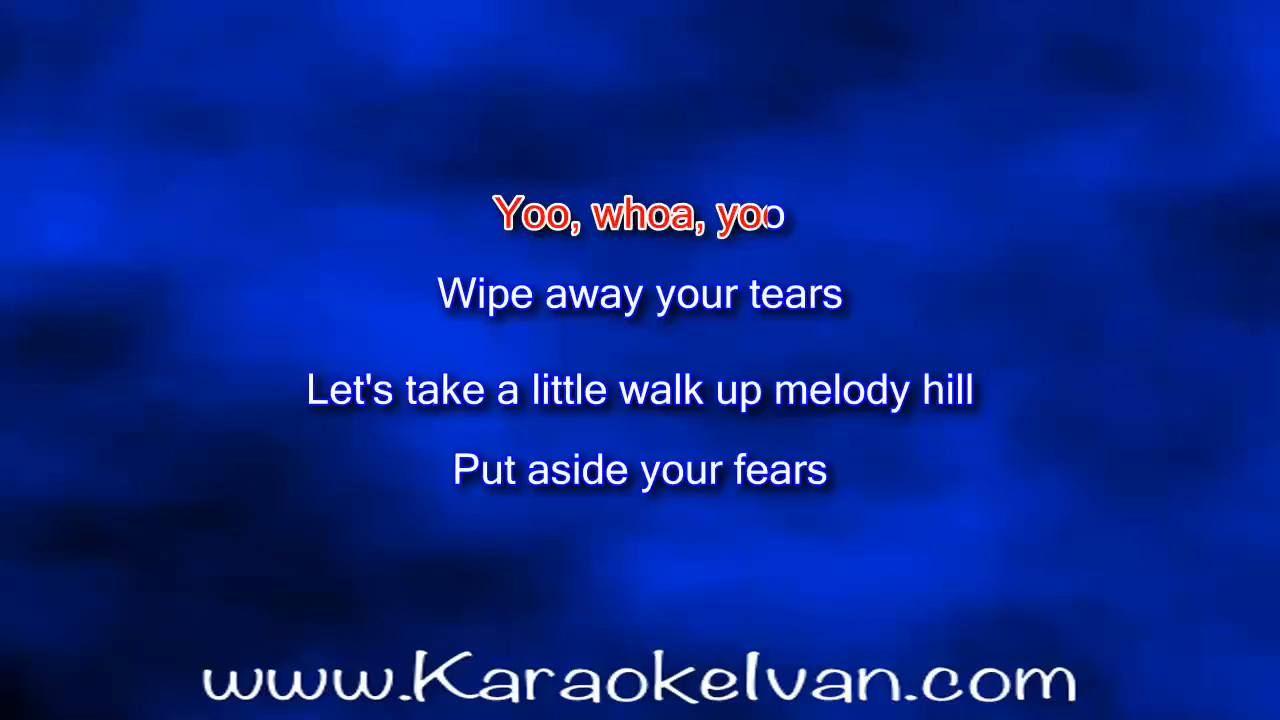 Yoo, whoa, yoo
Wipe away your tears
Let's take a little walk up melody hill
Put aside your fears
www.KaraokeIvan.com